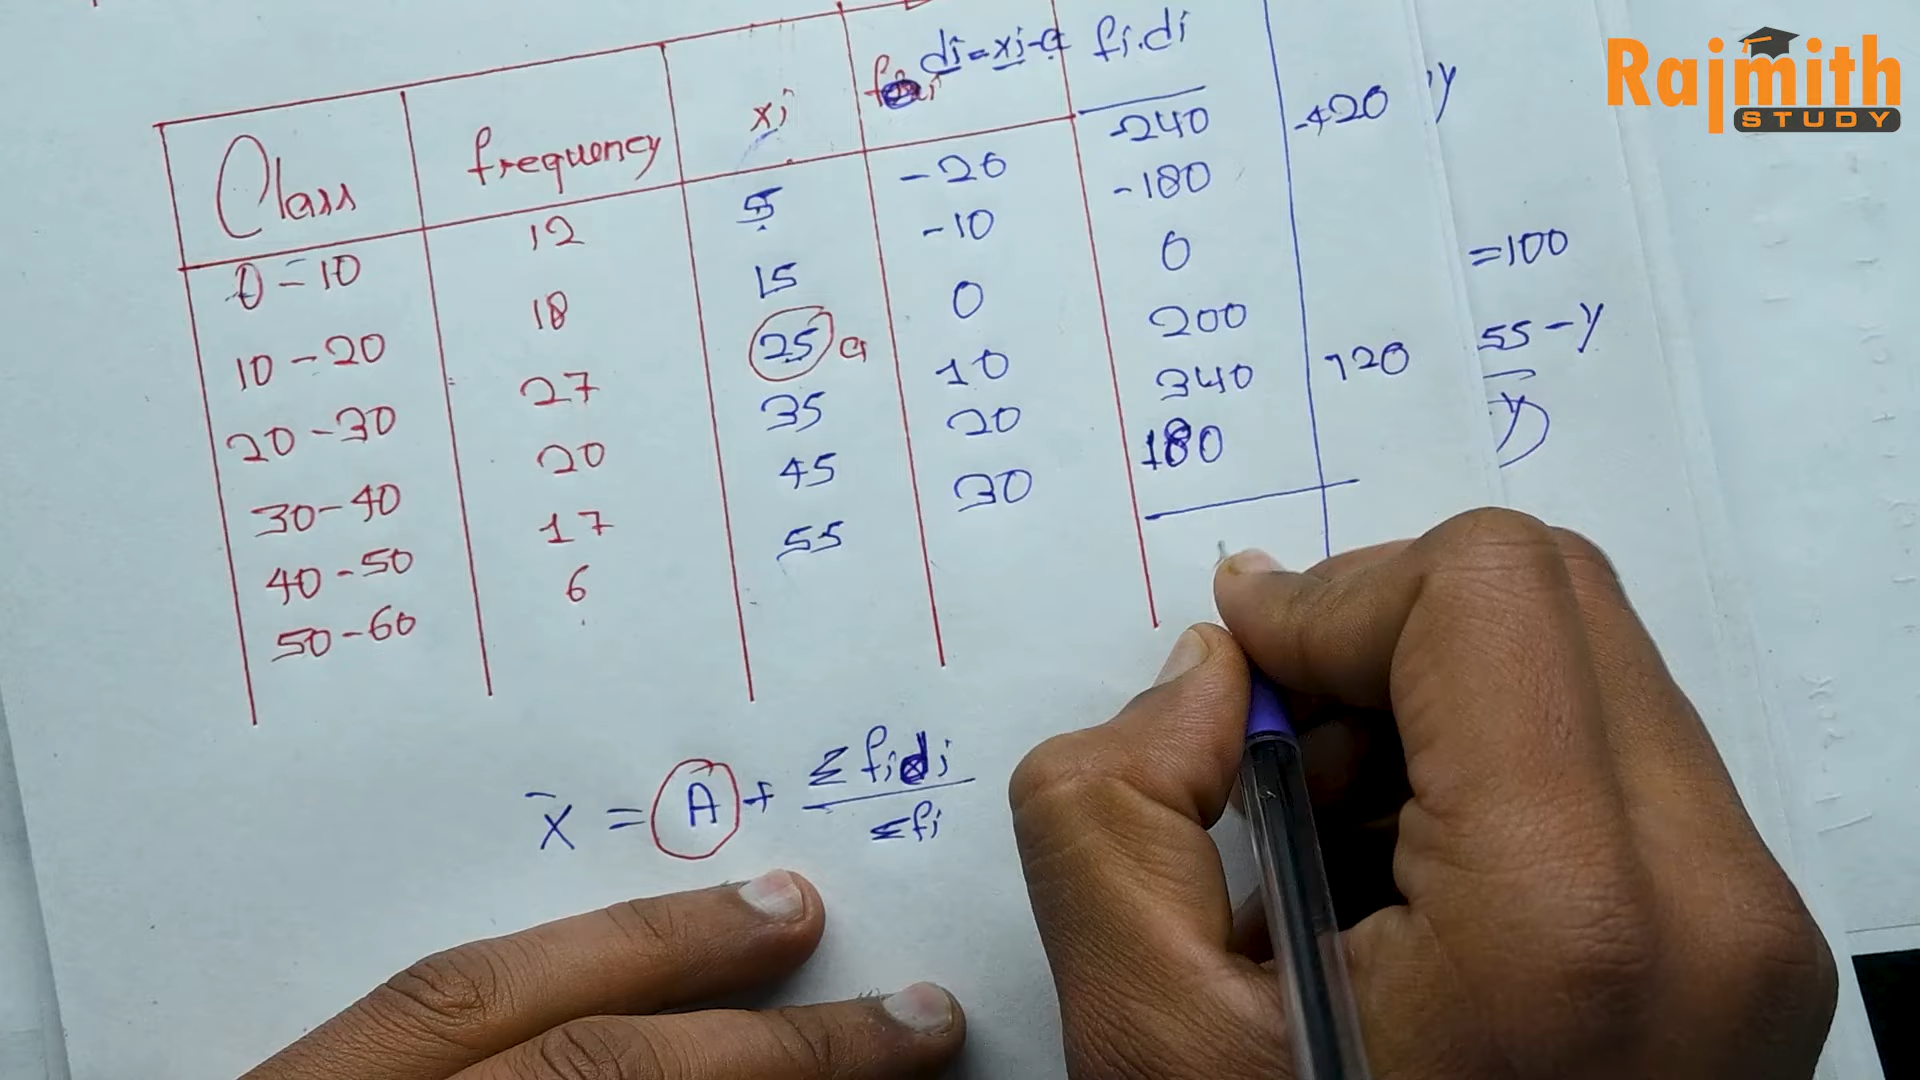 Rajmith
STUDY
Class frequency xi di=xi-a fi.di
0-10 12 5 -20 -240 -420 y
10-20 18 15 -10 -180
20-30 27 25 a 0 0 =100
30-40 20 35 10 200 55-y
40-50 17 45 20 340 720 y
50-60 6 55 30 180
x̄ = A + Σfidi
Σfi